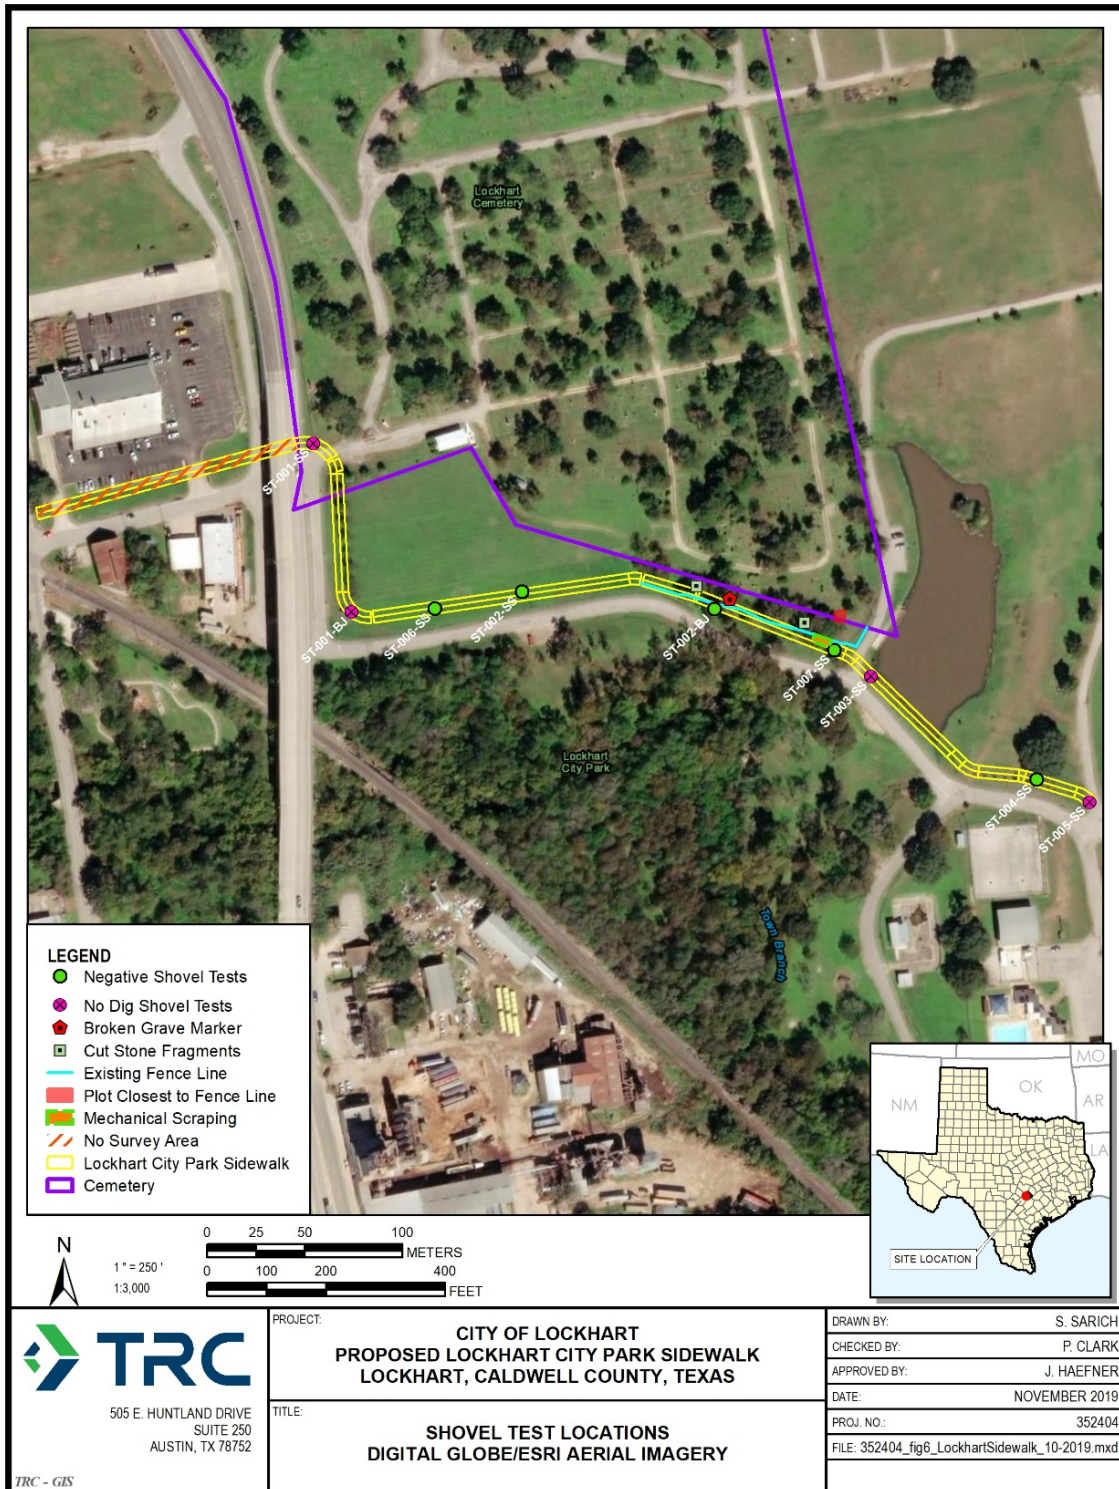 Lockhart
Cemetery
ST-001-SS
ST-001-BJ
ST-006-SS
ST-002-SS
ST-002-BJ
ST-007-SS
ST-003-SS
ST-004-SS
ST-005-SS
Lockhart
City Park
Town Branch
LEGEND
Negative Shovel Tests
No Dig Shovel Tests
Broken Grave Marker
Cut Stone Fragments
Existing Fence Line
Plot Closest to Fence Line
Mechanical Scraping
No Survey Area
Lockhart City Park Sidewalk
Cemetery
MO
OK
NM
AR
LA
SITE LOCATION
N
1 " = 250 '
1:3,000
0 25 50 100
METERS
0 100 200 400
FEET
TRC
505 E. HUNTLAND DRIVE
SUITE 250
AUSTIN, TX 78752
TRC - GIS
PROJECT:
CITY OF LOCKHART
PROPOSED LOCKHART CITY PARK SIDEWALK
LOCKHART, CALDWELL COUNTY, TEXAS
TITLE:
SHOVEL TEST LOCATIONS
DIGITAL GLOBE/ESRI AERIAL IMAGERY
DRAWN BY: S. SARICH
CHECKED BY: P. CLARK
APPROVED BY: J. HAEFNER
DATE: NOVEMBER 2019
PROJ. NO.: 352404
FILE: 352404_fig6_LockhartSidewalk_10-2019.mxd